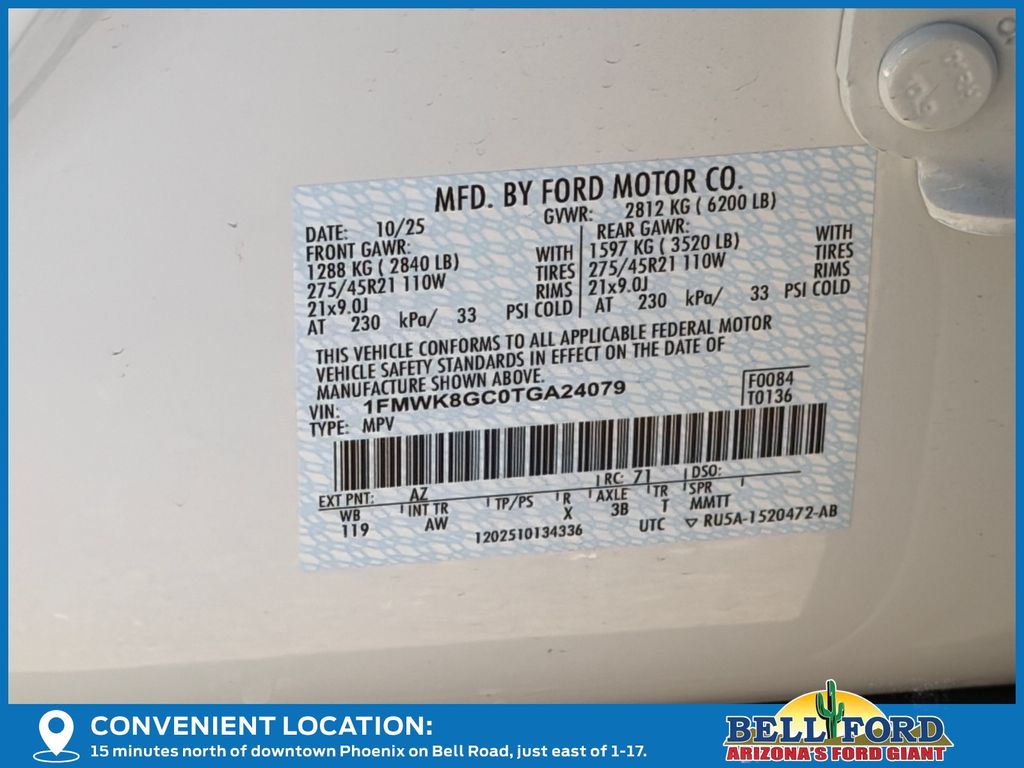 MFD. BY FORD MOTOR CO.
DATE: 10/25 GVWR: 2812 KG ( 6200 LB)
FRONT GAWR: REAR GAWR:
1288 KG ( 2840 LB) WITH 1597 KG ( 3520 LB) WITH
275/45R21 110W TIRES 275/45R21 110W TIRES
21x9.0J RIMS 21x9.0J RIMS
AT 230 kPa/ 33 PSI COLD AT 230 kPa/ 33 PSI COLD
THIS VEHICLE CONFORMS TO ALL APPLICABLE FEDERAL MOTOR
VEHICLE SAFETY STANDARDS IN EFFECT ON THE DATE OF
MANUFACTURE SHOWN ABOVE.
VIN: 1FMWK8GC0TGA24079 F0084
TYPE: MPV T0136
EXT PNT: AZ RC: 71 DSO:
WB INT TR TP/PS R AXLE TR SPR
119 AW X 3B T MMTT
1202510134336 UTC ▽ RU5A-1520472-AB
CONVENIENT LOCATION:
15 minutes north of downtown Phoenix on Bell Road, just east of 1-17.
BELL FORD
ARIZONA'S FORD GIANT